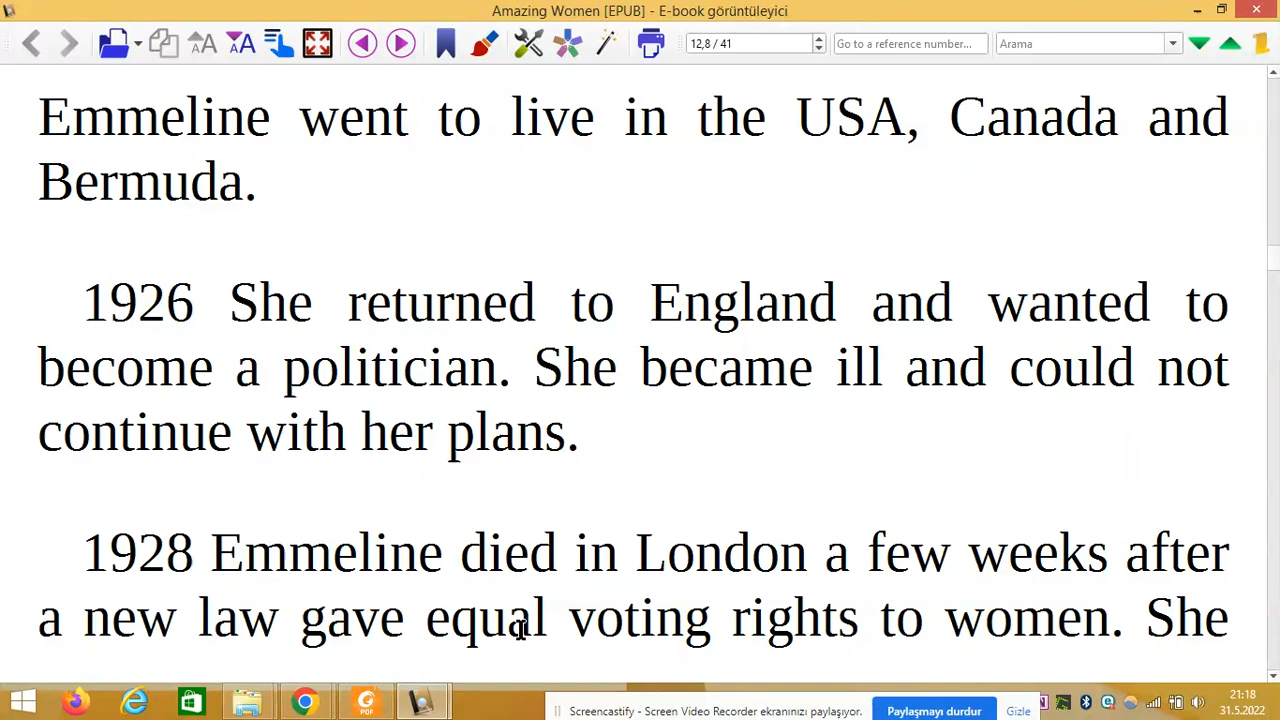 Amazing Women [EPUB] - E-book görüntüleyici
12,8 / 41
Go to a reference number...
Arama
Emmeline went to live in the USA, Canada and
Bermuda.
1926 She returned to England and wanted to
become a politician. She became ill and could not
continue with her plans.
1928 Emmeline died in London a few weeks after
a new law gave equal voting rights to women. She
Screencastify - Screen Video Recorder ekranınızı paylaşıyor.
Paylaşmayı durdur
Gizle
21:18
31.5.2022